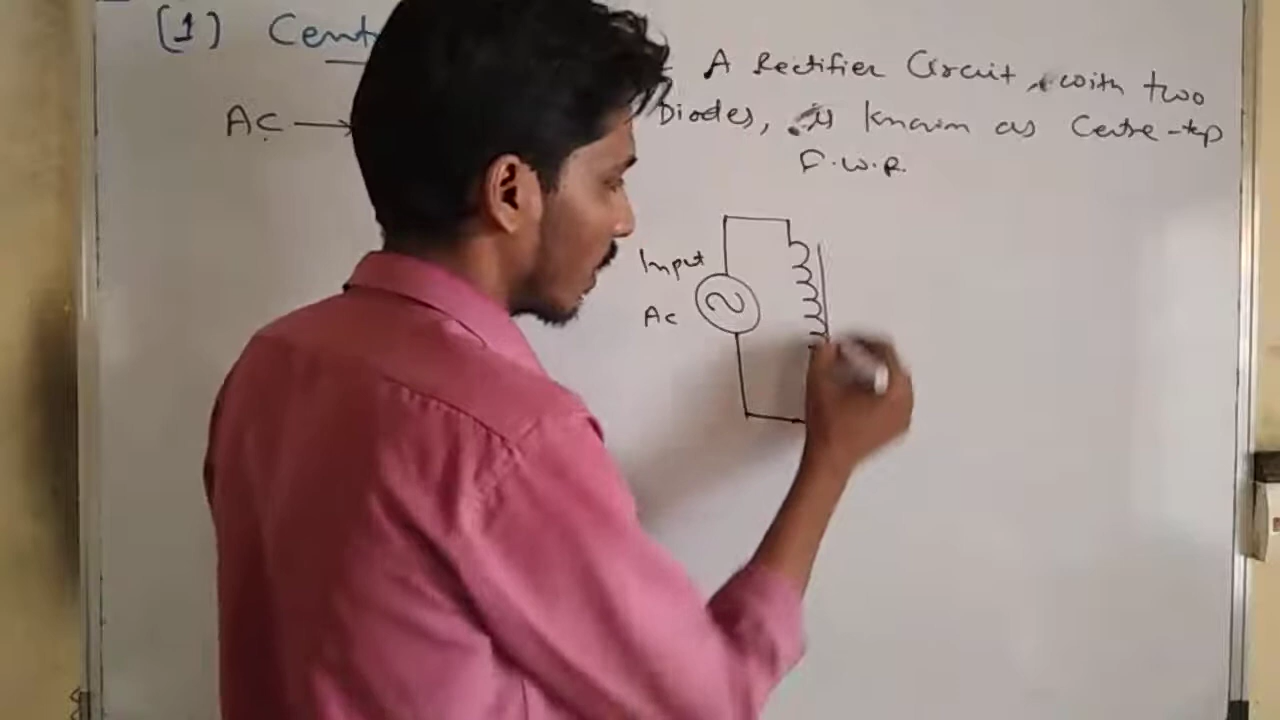 (1) Cent
A Rectifier Circuit, with two
AC
Diodes, is known as Centre-tap
F.W.R.
Input
Ac